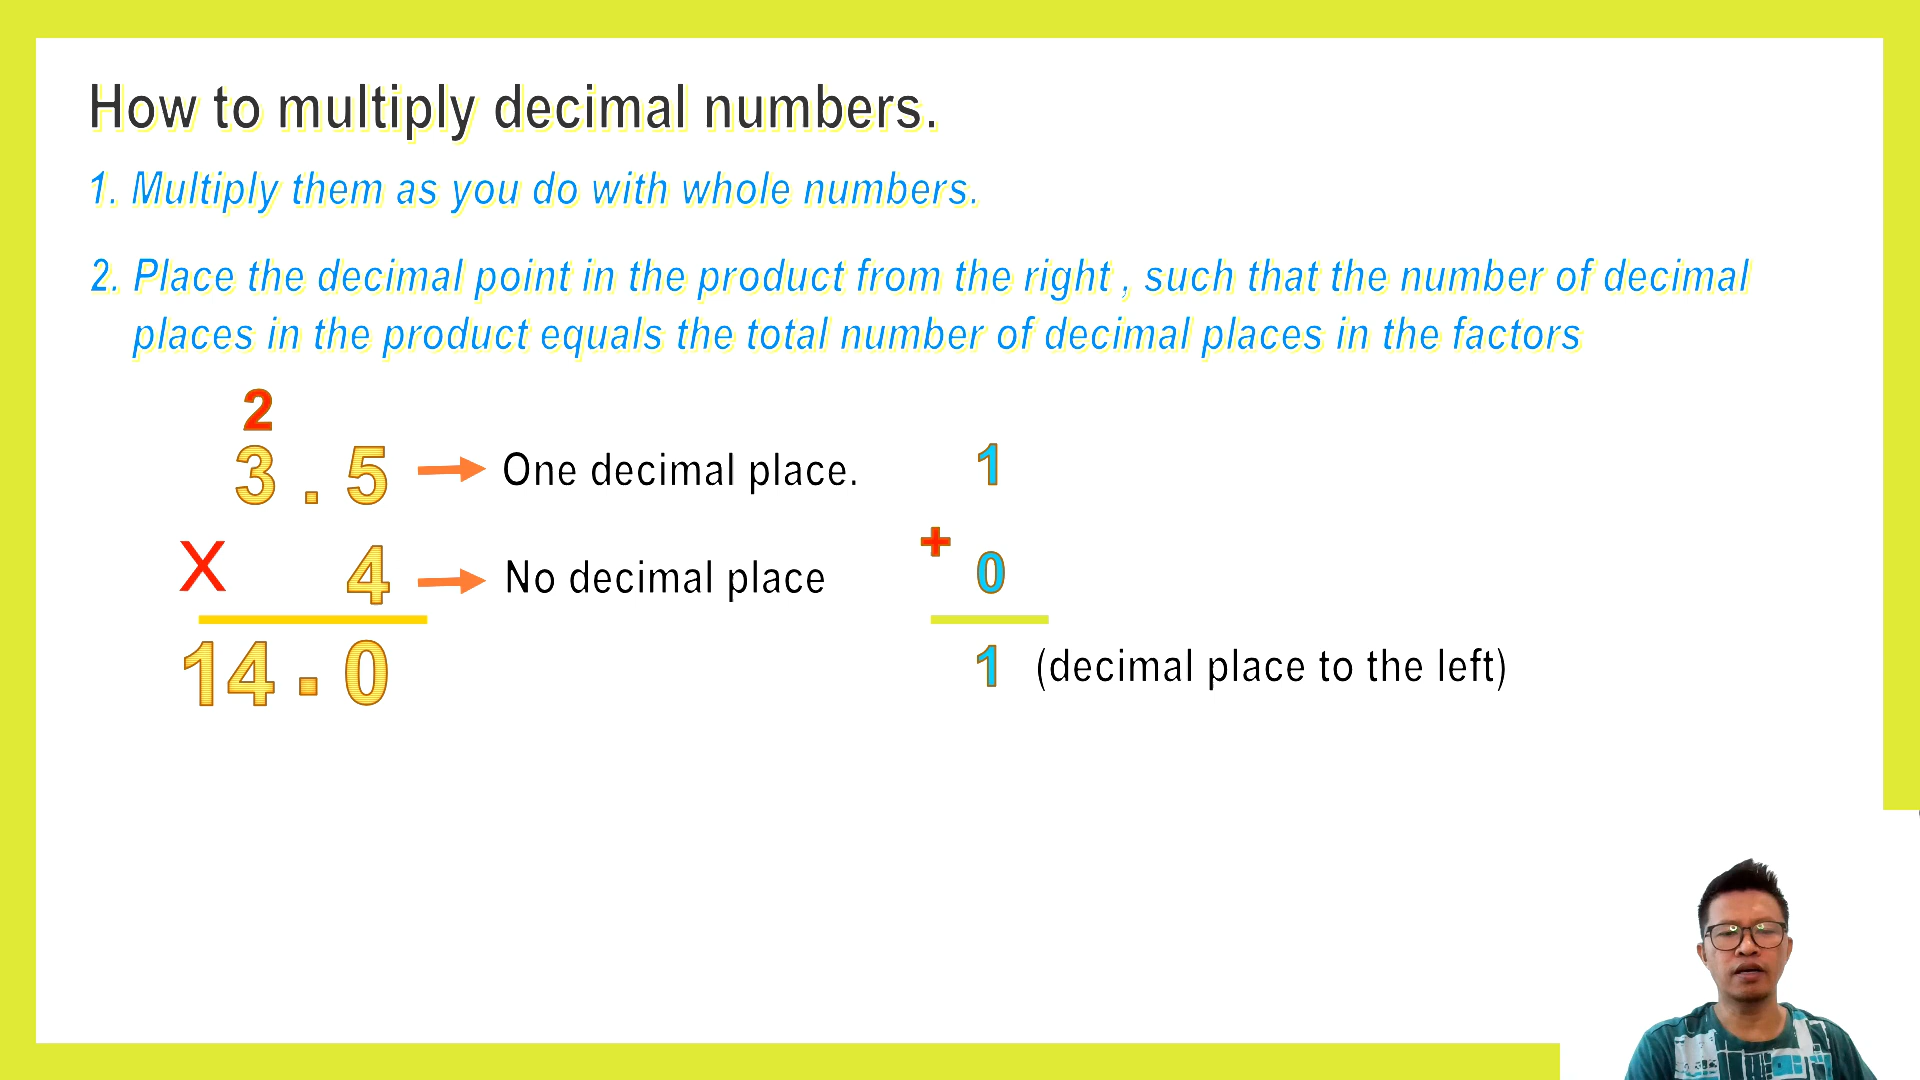 How to multiply decimal numbers.
1. Multiply them as you do with whole numbers.
2. Place the decimal point in the product from the right , such that the number of decimal
places in the product equals the total number of decimal places in the factors
2
3 . 5 One decimal place. 1
X 4 No decimal place + 0
14 . 0 1 (decimal place to the left)